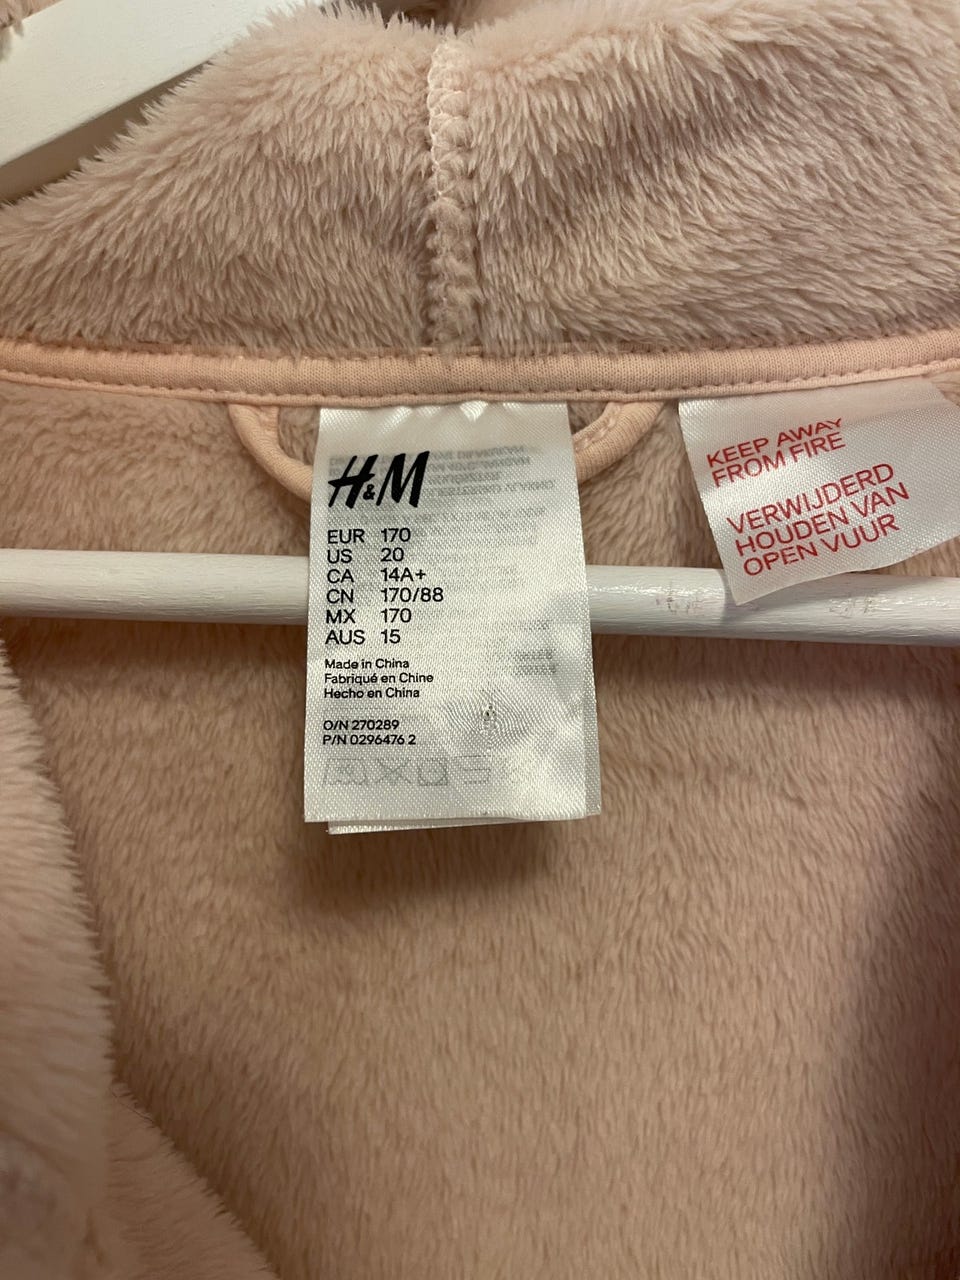 H&M
EUR 170
US 20
CA 14A+
CN 170/88
MX 170
AUS 15
Made in China
Fabriqué en Chine
Hecho en China
O/N 270289
P/N 0296476 2
KEEP AWAY
FROM FIRE
VERWIJDERD
HOUDEN VAN
OPEN VUUR